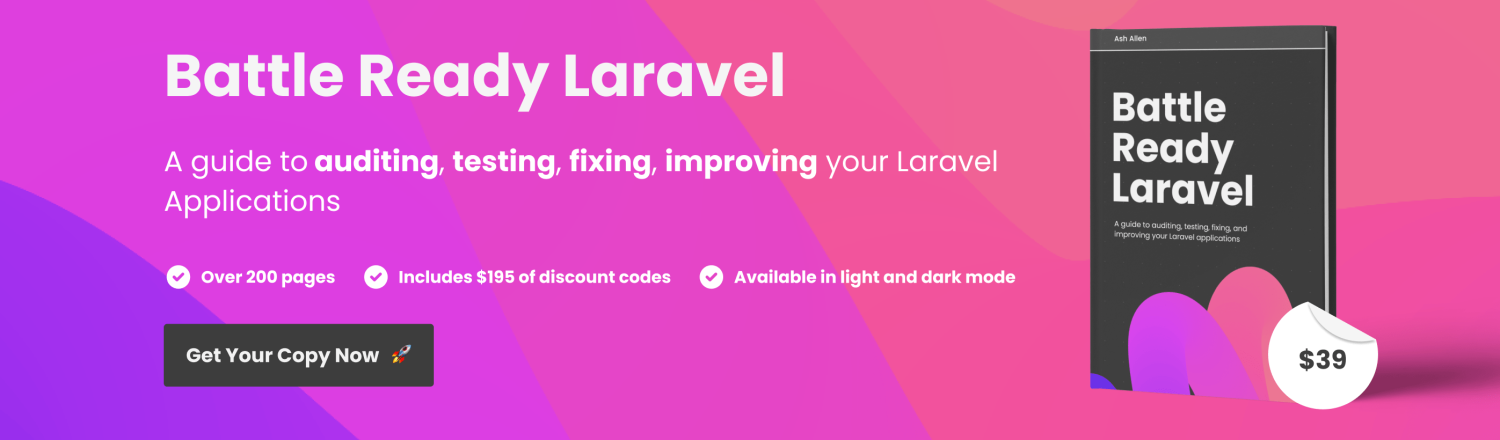 Battle Ready Laravel
A guide to auditing, testing, fixing, improving your Laravel
Applications
Over 200 pages
Includes $195 of discount codes
Available in light and dark mode
Get Your Copy Now 🚀
Ash Allen
Battle
Ready
Laravel
A guide to auditing, testing, fixing, and
improving your Laravel applications
$39